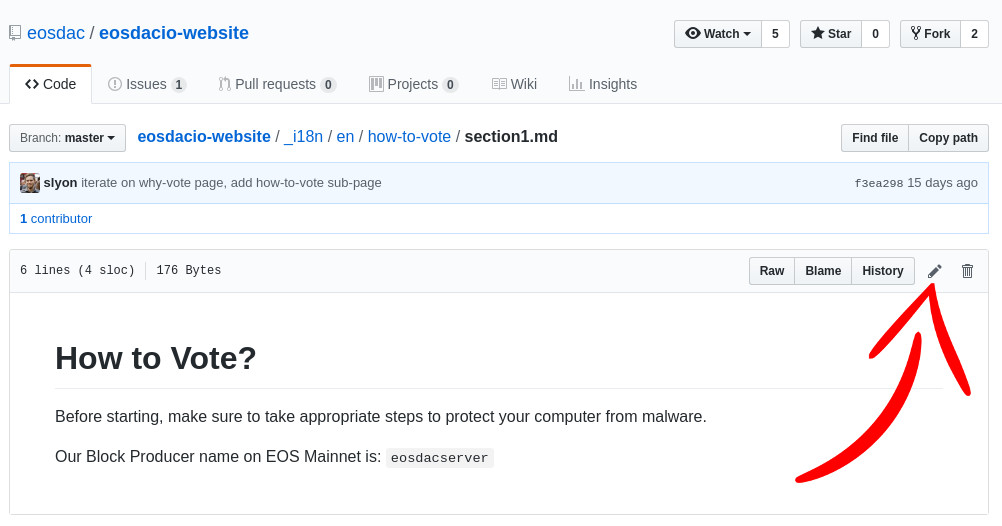 eosdac / eosdacio-website
Watch 5 Star 0 Fork 2
Code Issues 1 Pull requests 0 Projects 0 Wiki Insights
Branch: master eosdacio-website / _i18n / en / how-to-vote / section1.md Find file Copy path
slyon iterate on why-vote page, add how-to-vote sub-page f3ea298 15 days ago
1 contributor
6 lines (4 sloc) 176 Bytes Raw Blame History
How to Vote?
Before starting, make sure to take appropriate steps to protect your computer from malware.
Our Block Producer name on EOS Mainnet is: eosdacserver